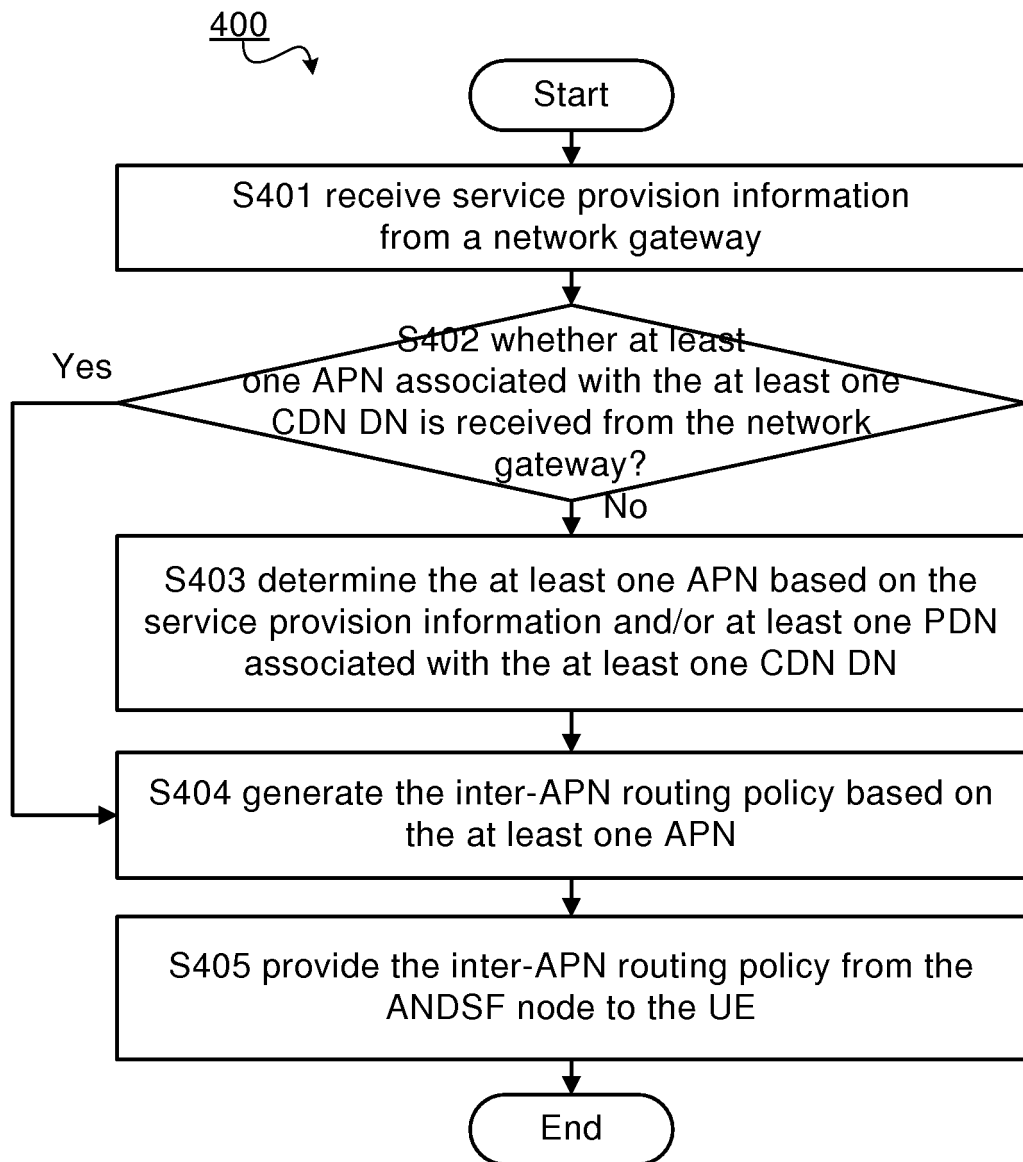 400
Start
S401 receive service provision information
from a network gateway
S402 whether at least
one APN associated with the at least one
CDN DN is received from the network
gateway?
Yes
No
S403 determine the at least one APN based on the
service provision information and/or at least one PDN
associated with the at least one CDN DN
S404 generate the inter-APN routing policy based on
the at least one APN
S405 provide the inter-APN routing policy from the
ANDSF node to the UE
End